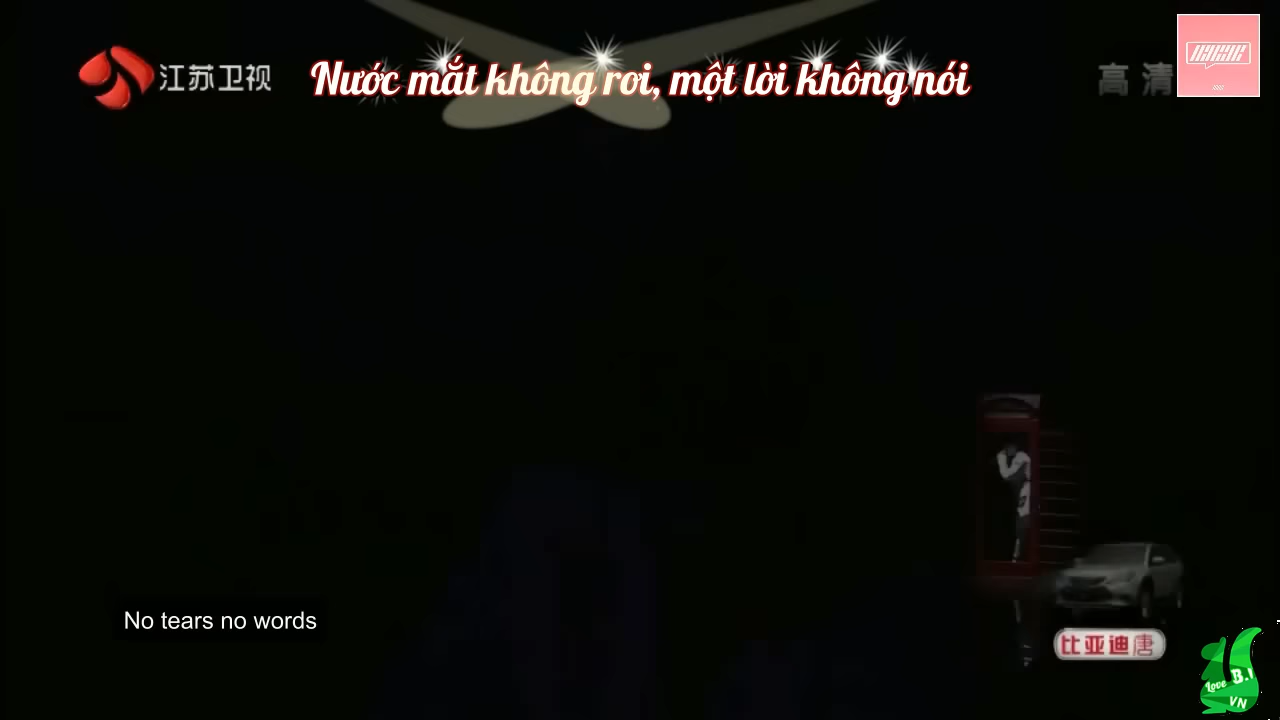 江苏卫视
Nước mắt không rơi, một lời không nói
高清
No tears no words
比亚迪唐
Love B.I
VN